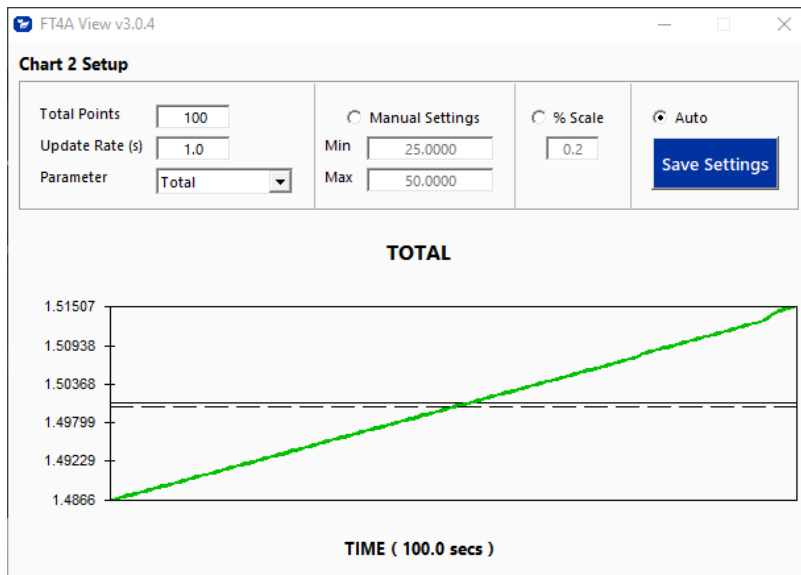 FT4A View v3.0.4
Chart 2 Setup
Total Points 100
Update Rate (s) 1.0
Parameter Total
Manual Settings
Min 25.0000
Max 50.0000
% Scale
0.2
Auto
Save Settings
TOTAL
1.51507
1.50938
1.50368
1.49799
1.49229
1.4866
TIME ( 100.0 secs )